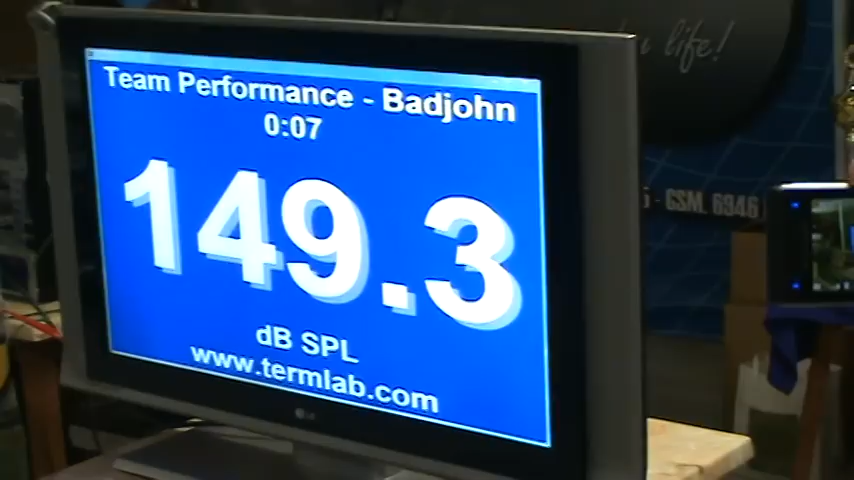 Team Performance - Badjohn
0:07
149.3
dB SPL
www.termlab.com
LG
life!
- GSM. 6946